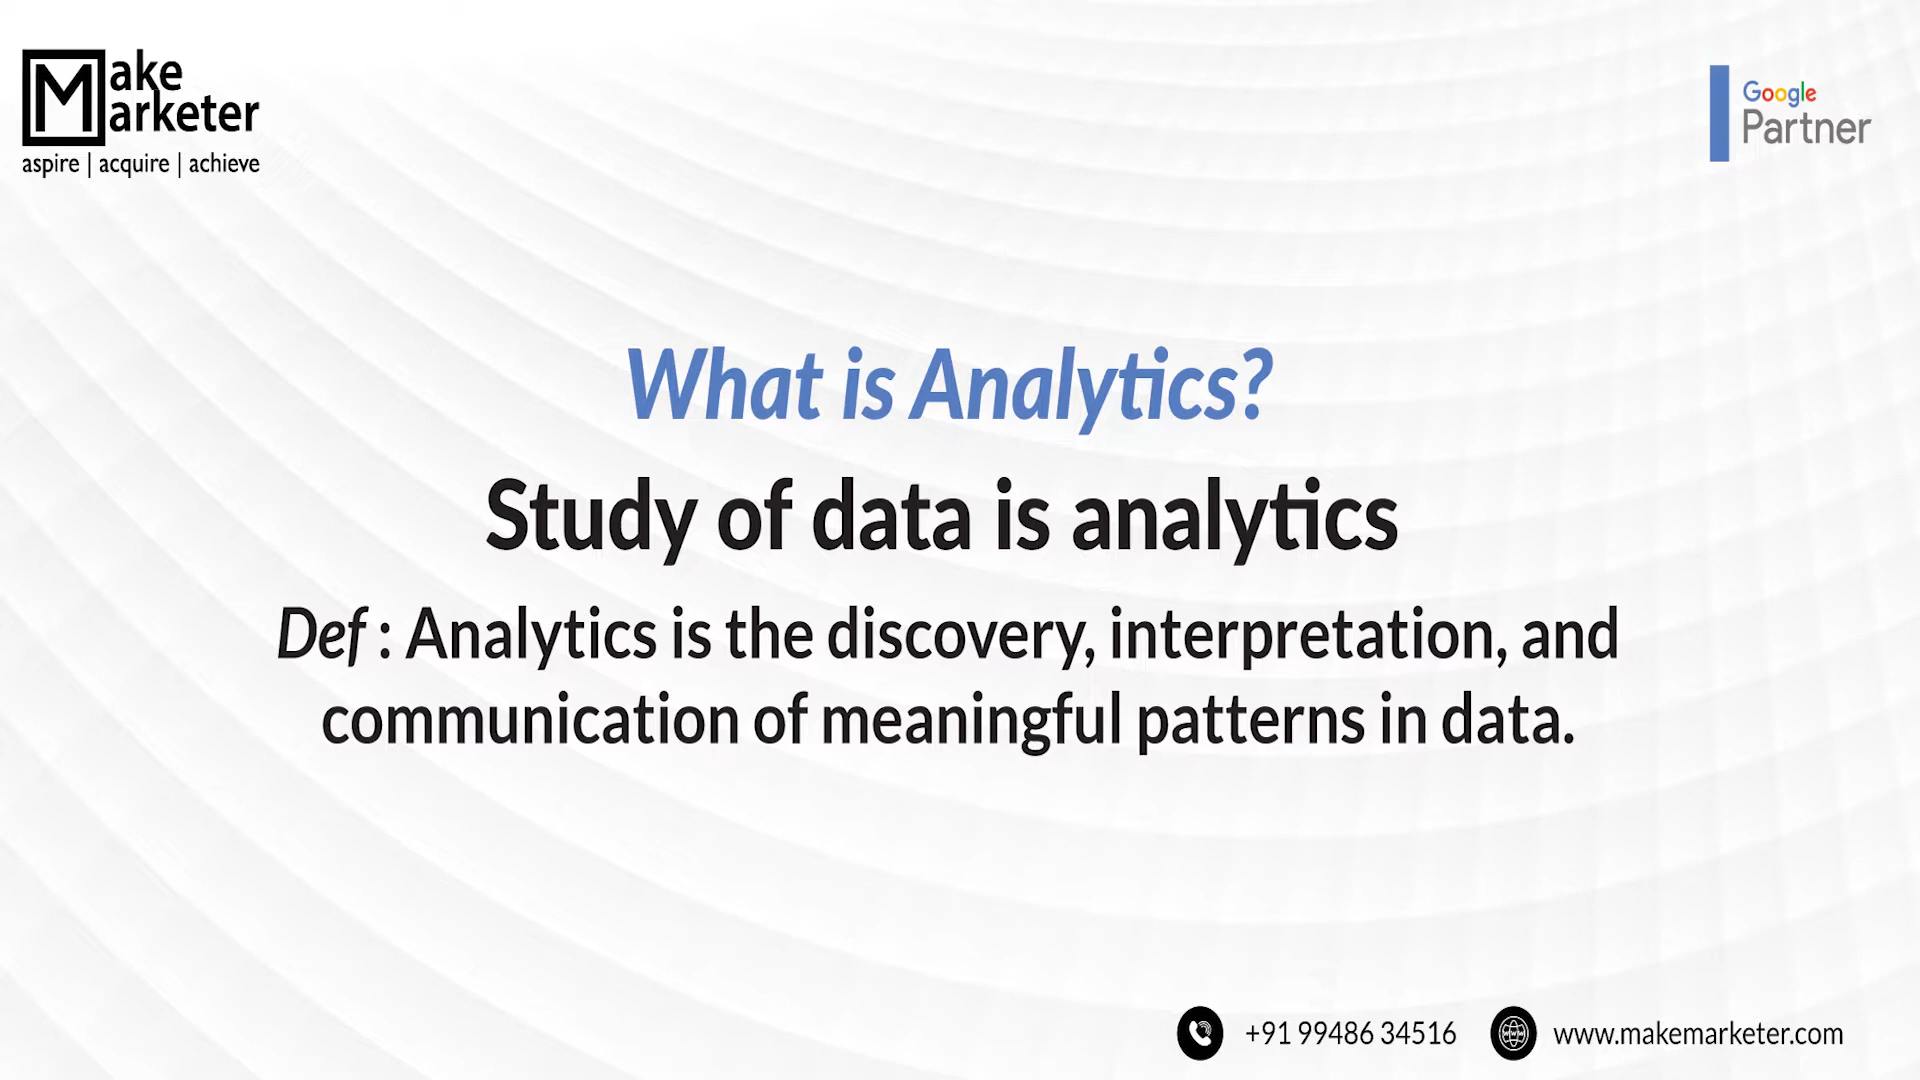 Make
Marketer
aspire | acquire | achieve
Google
Partner
What is Analytics?
Study of data is analytics
Def : Analytics is the discovery, interpretation, and
communication of meaningful patterns in data.
+91 99486 34516
www.makemarketer.com